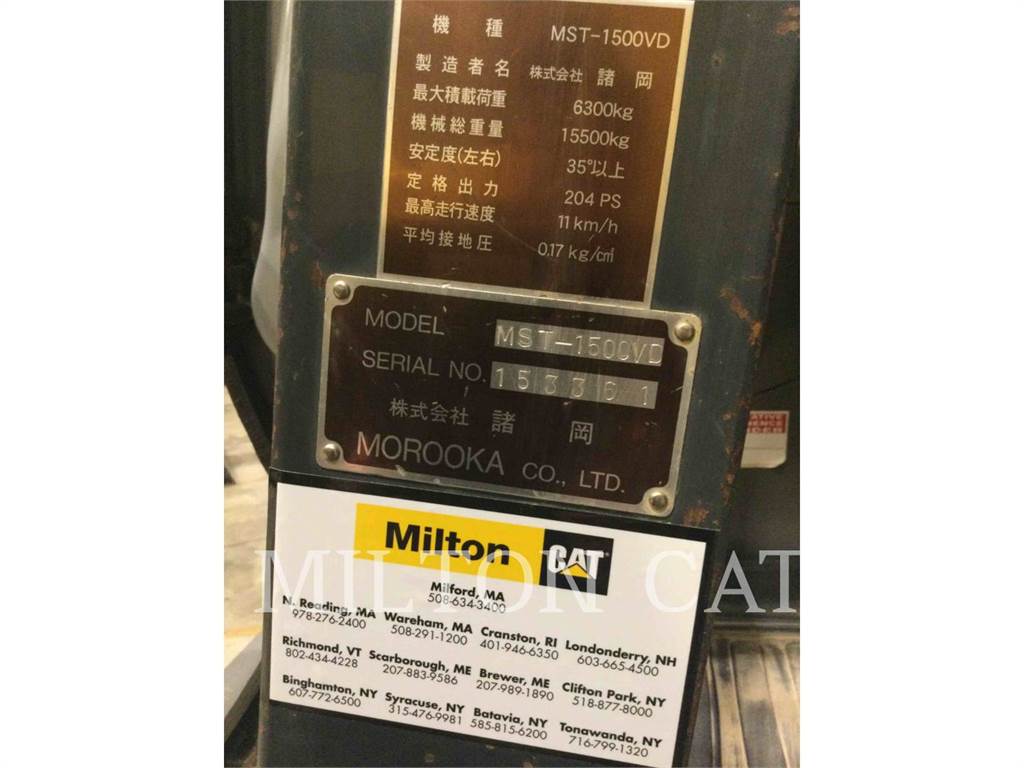 機種 MST-1500VD
製造者名 株式会社 諸岡
最大積載荷重 6300kg
機械総重量 15500kg
安定度(左右) 35°以上
定格出力 204 PS
最高走行速度 11km/h
平均接地圧 0.17 kg/c㎡
MODEL MST-1500VD
SERIAL NO. 153361
株式会社 諸岡
MOROOKA CO., LTD.
Milton CAT
MILTON CAT
Milford, MA
508-634-3400
N. Reading, MA Wareham, MA Cranston, RI Londonderry, NH
978-276-2400 508-291-1200 401-946-6350 603-665-4500
Richmond, VT Scarborough, ME Brewer, ME Clifton Park, NY
802-434-4228 207-883-9586 207-989-1890 518-877-8000
Binghamton, NY Syracuse, NY Batavia, NY Tonawanda, NY
607-772-6500 315-476-9981 585-815-6200 716-799-1320